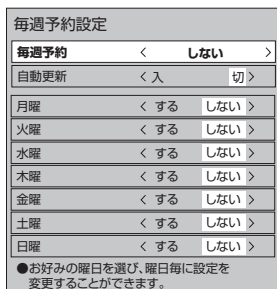 毎週予約設定
毎週予約 < しない >
自動更新 < 入 切 >
月曜 < する しない >
火曜 < する しない >
水曜 < する しない >
木曜 < する しない >
金曜 < する しない >
土曜 < する しない >
日曜 < する しない >
●お好みの曜日を選び、曜日毎に設定を
変更することができます。